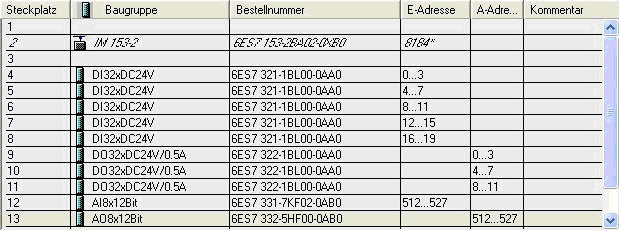 Steckplatz Baugruppe Bestellnummer E-Adresse A-Adre... Kommentar
1
2 IM 153-2 6ES7 153-2BA02-0XB0 8184*
3
4 DI32xDC24V 6ES7 321-1BL00-0AA0 0...3
5 DI32xDC24V 6ES7 321-1BL00-0AA0 4...7
6 DI32xDC24V 6ES7 321-1BL00-0AA0 8...11
7 DI32xDC24V 6ES7 321-1BL00-0AA0 12...15
8 DI32xDC24V 6ES7 321-1BL00-0AA0 16...19
9 DO32xDC24V/0.5A 6ES7 322-1BL00-0AA0 0...3
10 DO32xDC24V/0.5A 6ES7 322-1BL00-0AA0 4...7
11 DO32xDC24V/0.5A 6ES7 322-1BL00-0AA0 8...11
12 AI8x12Bit 6ES7 331-7KF02-0AB0 512...527
13 AO8x12Bit 6ES7 332-5HF00-0AB0 512...527